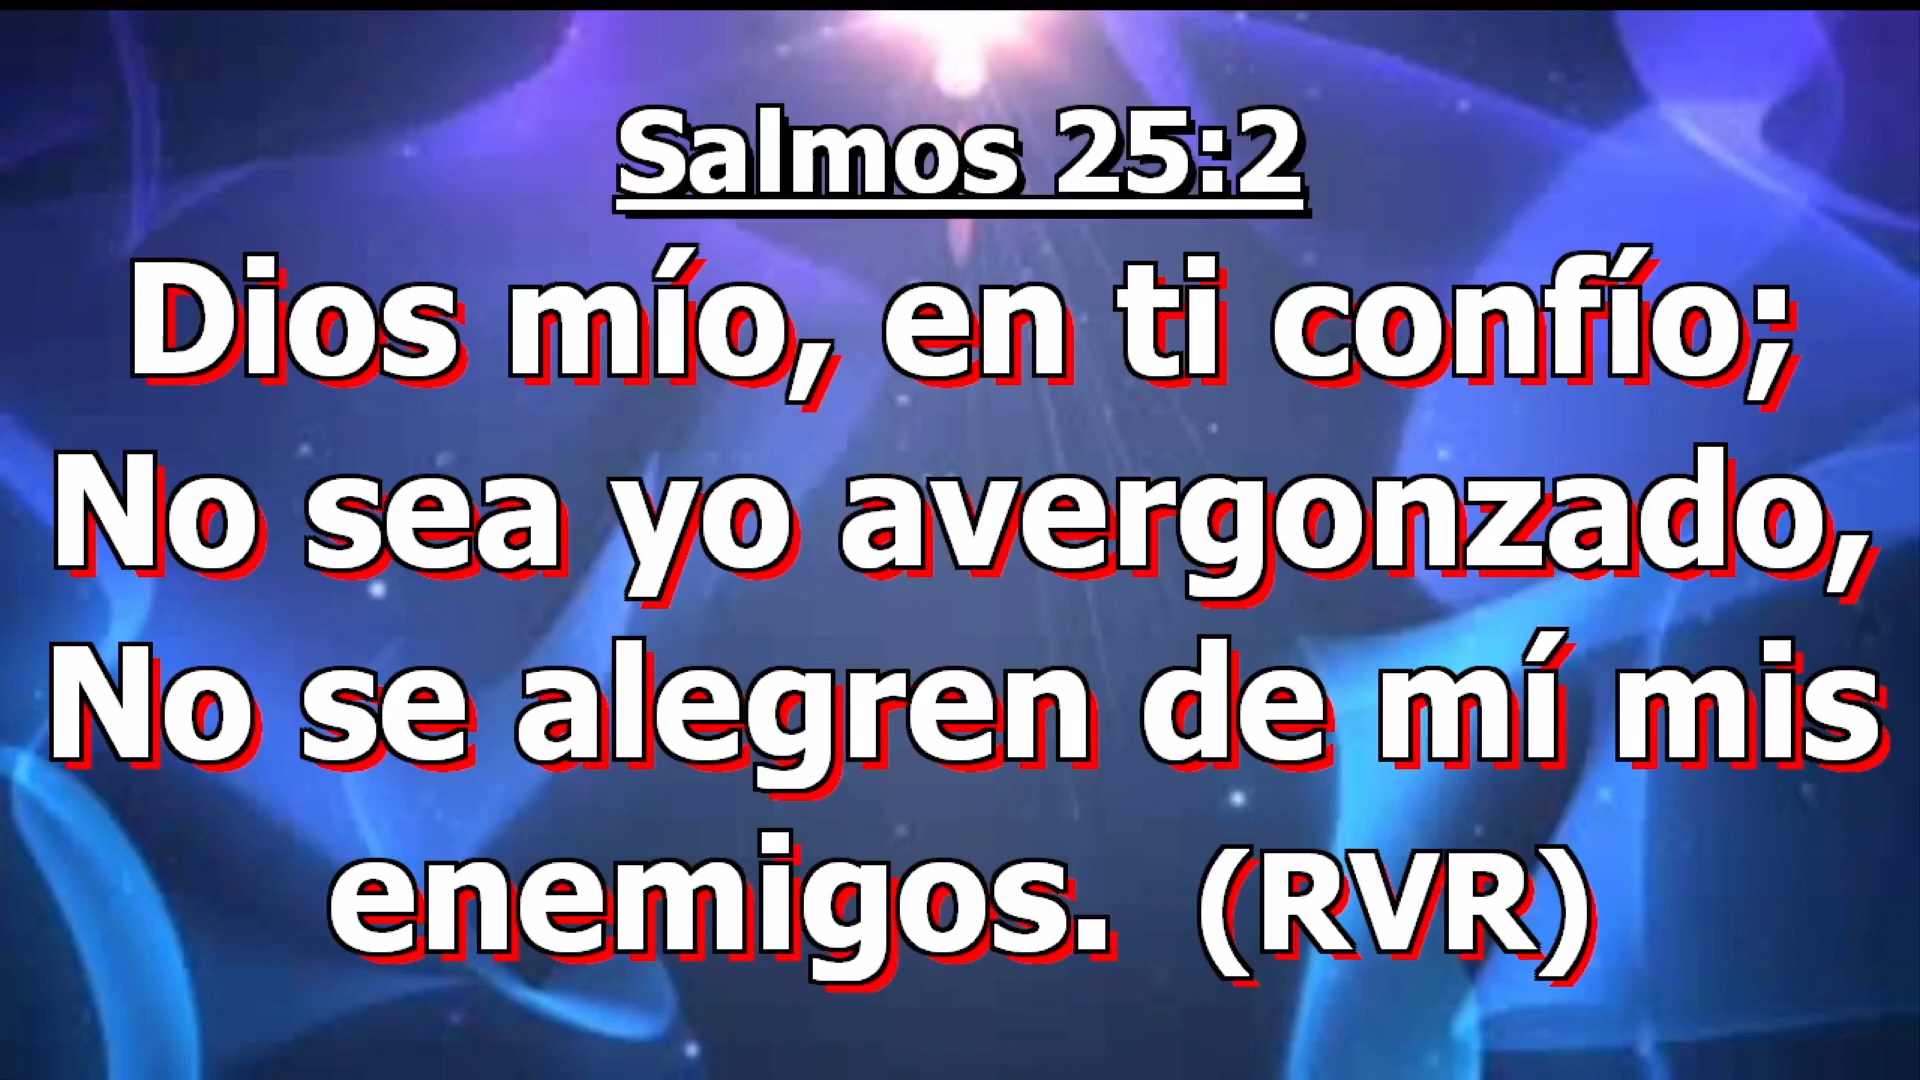 Salmos 25:2
Dios mío, en ti confío;
No sea yo avergonzado,
No se alegren de mí mis
enemigos. (RVR)